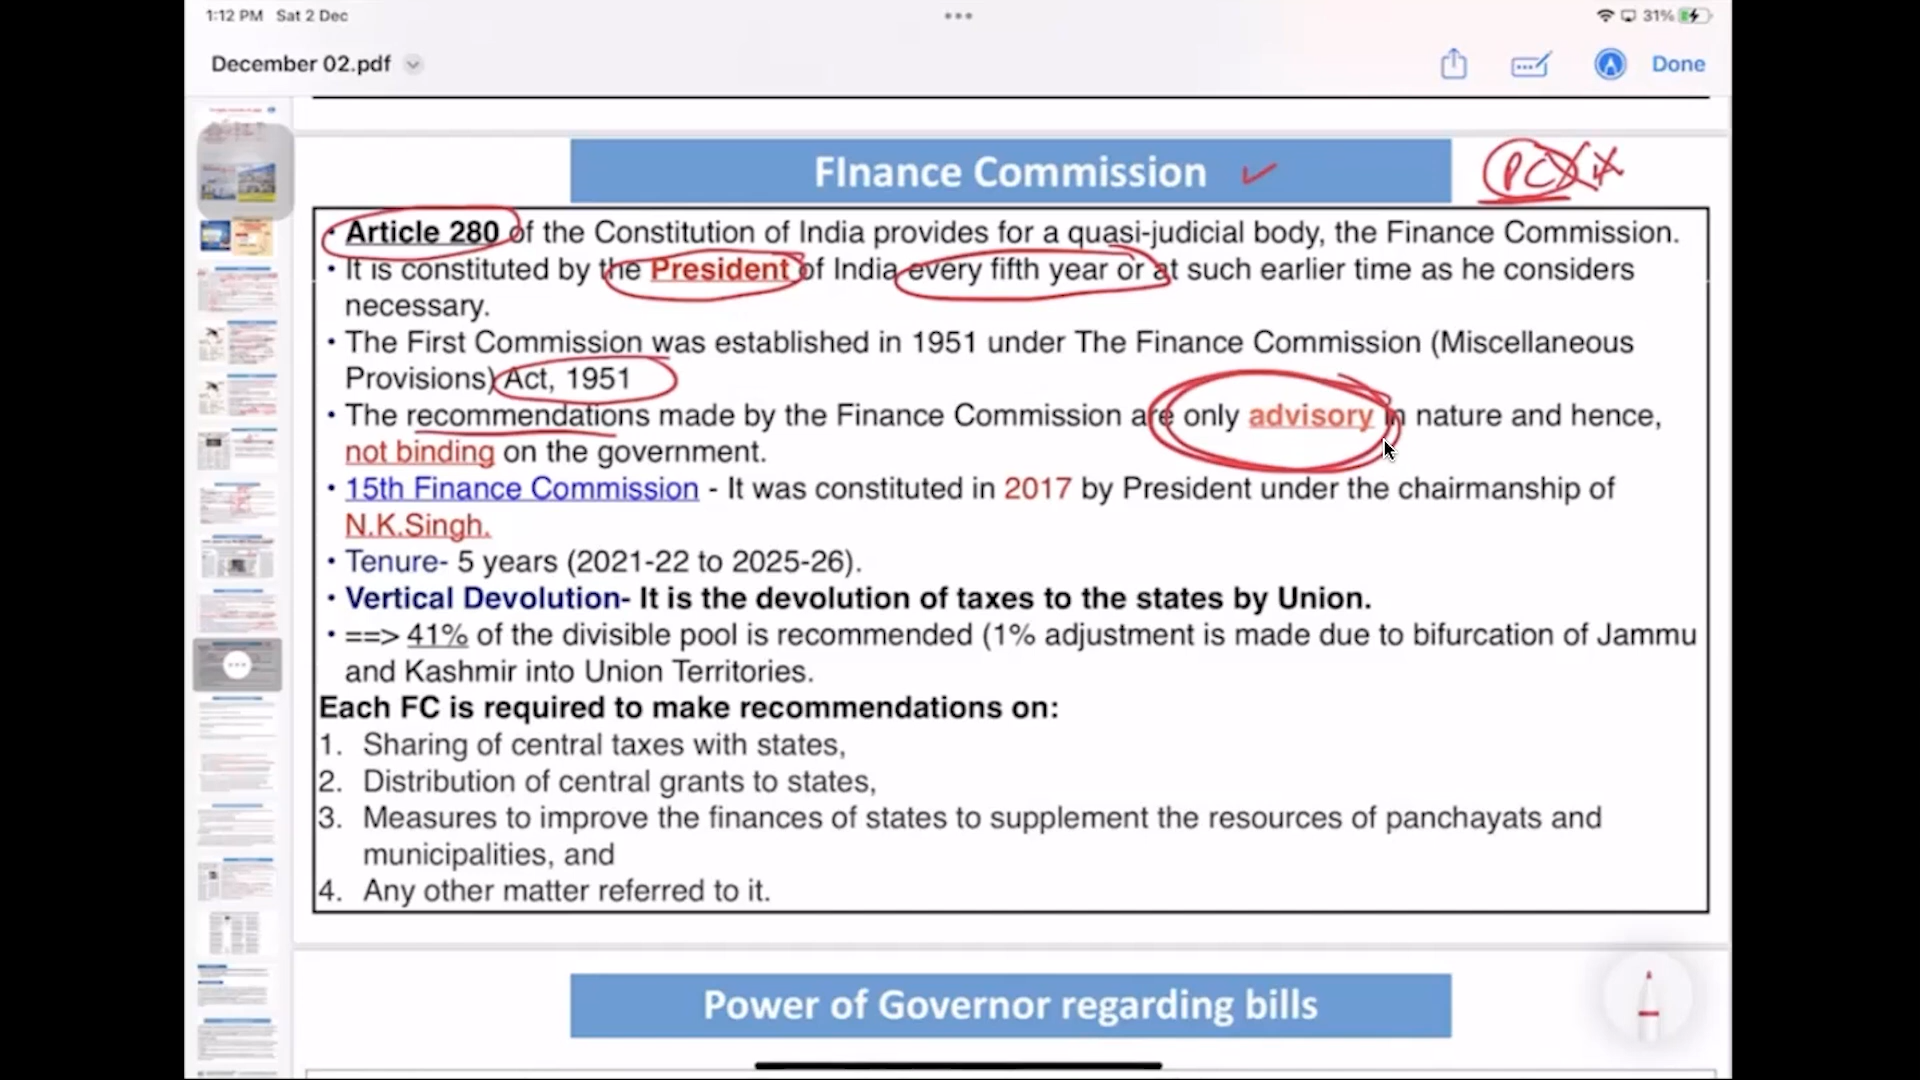 1:12 PM Sat 2 Dec
31%
December 02.pdf
Done
FInance Commission
PC
• Article 280 of the Constitution of India provides for a quasi-judicial body, the Finance Commission.
• It is constituted by the President of India every fifth year or at such earlier time as he considers
necessary.
• The First Commission was established in 1951 under The Finance Commission (Miscellaneous
Provisions) Act, 1951
• The recommendations made by the Finance Commission are only advisory in nature and hence,
not binding on the government.
• 15th Finance Commission - It was constituted in 2017 by President under the chairmanship of
N.K.Singh.
• Tenure- 5 years (2021-22 to 2025-26).
• Vertical Devolution- It is the devolution of taxes to the states by Union.
• ==> 41% of the divisible pool is recommended (1% adjustment is made due to bifurcation of Jammu
and Kashmir into Union Territories.
Each FC is required to make recommendations on:
1. Sharing of central taxes with states,
2. Distribution of central grants to states,
3. Measures to improve the finances of states to supplement the resources of panchayats and
municipalities, and
4. Any other matter referred to it.
Power of Governor regarding bills